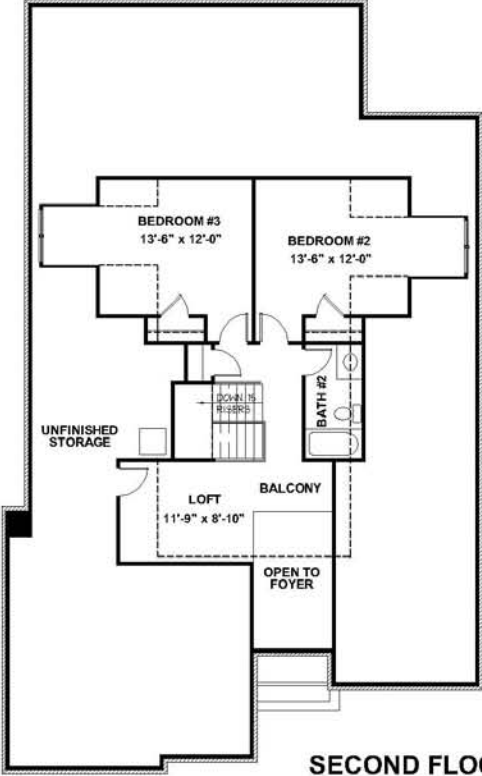 BEDROOM #3
13'-6" x 12'-0"
BEDROOM #2
13'-6" x 12'-0"
DOWN 15
RISERS
BATH #2
UNFINISHED
STORAGE
BALCONY
LOFT
11'-9" x 8'-10"
OPEN TO
FOYER
SECOND FLOO